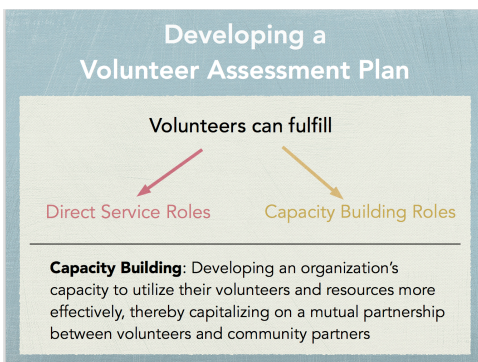 Developing a
Volunteer Assessment Plan
Volunteers can fulfill
Direct Service Roles
Capacity Building Roles
Capacity Building: Developing an organization's
capacity to utilize their volunteers and resources more
effectively, thereby capitalizing on a mutual partnership
between volunteers and community partners